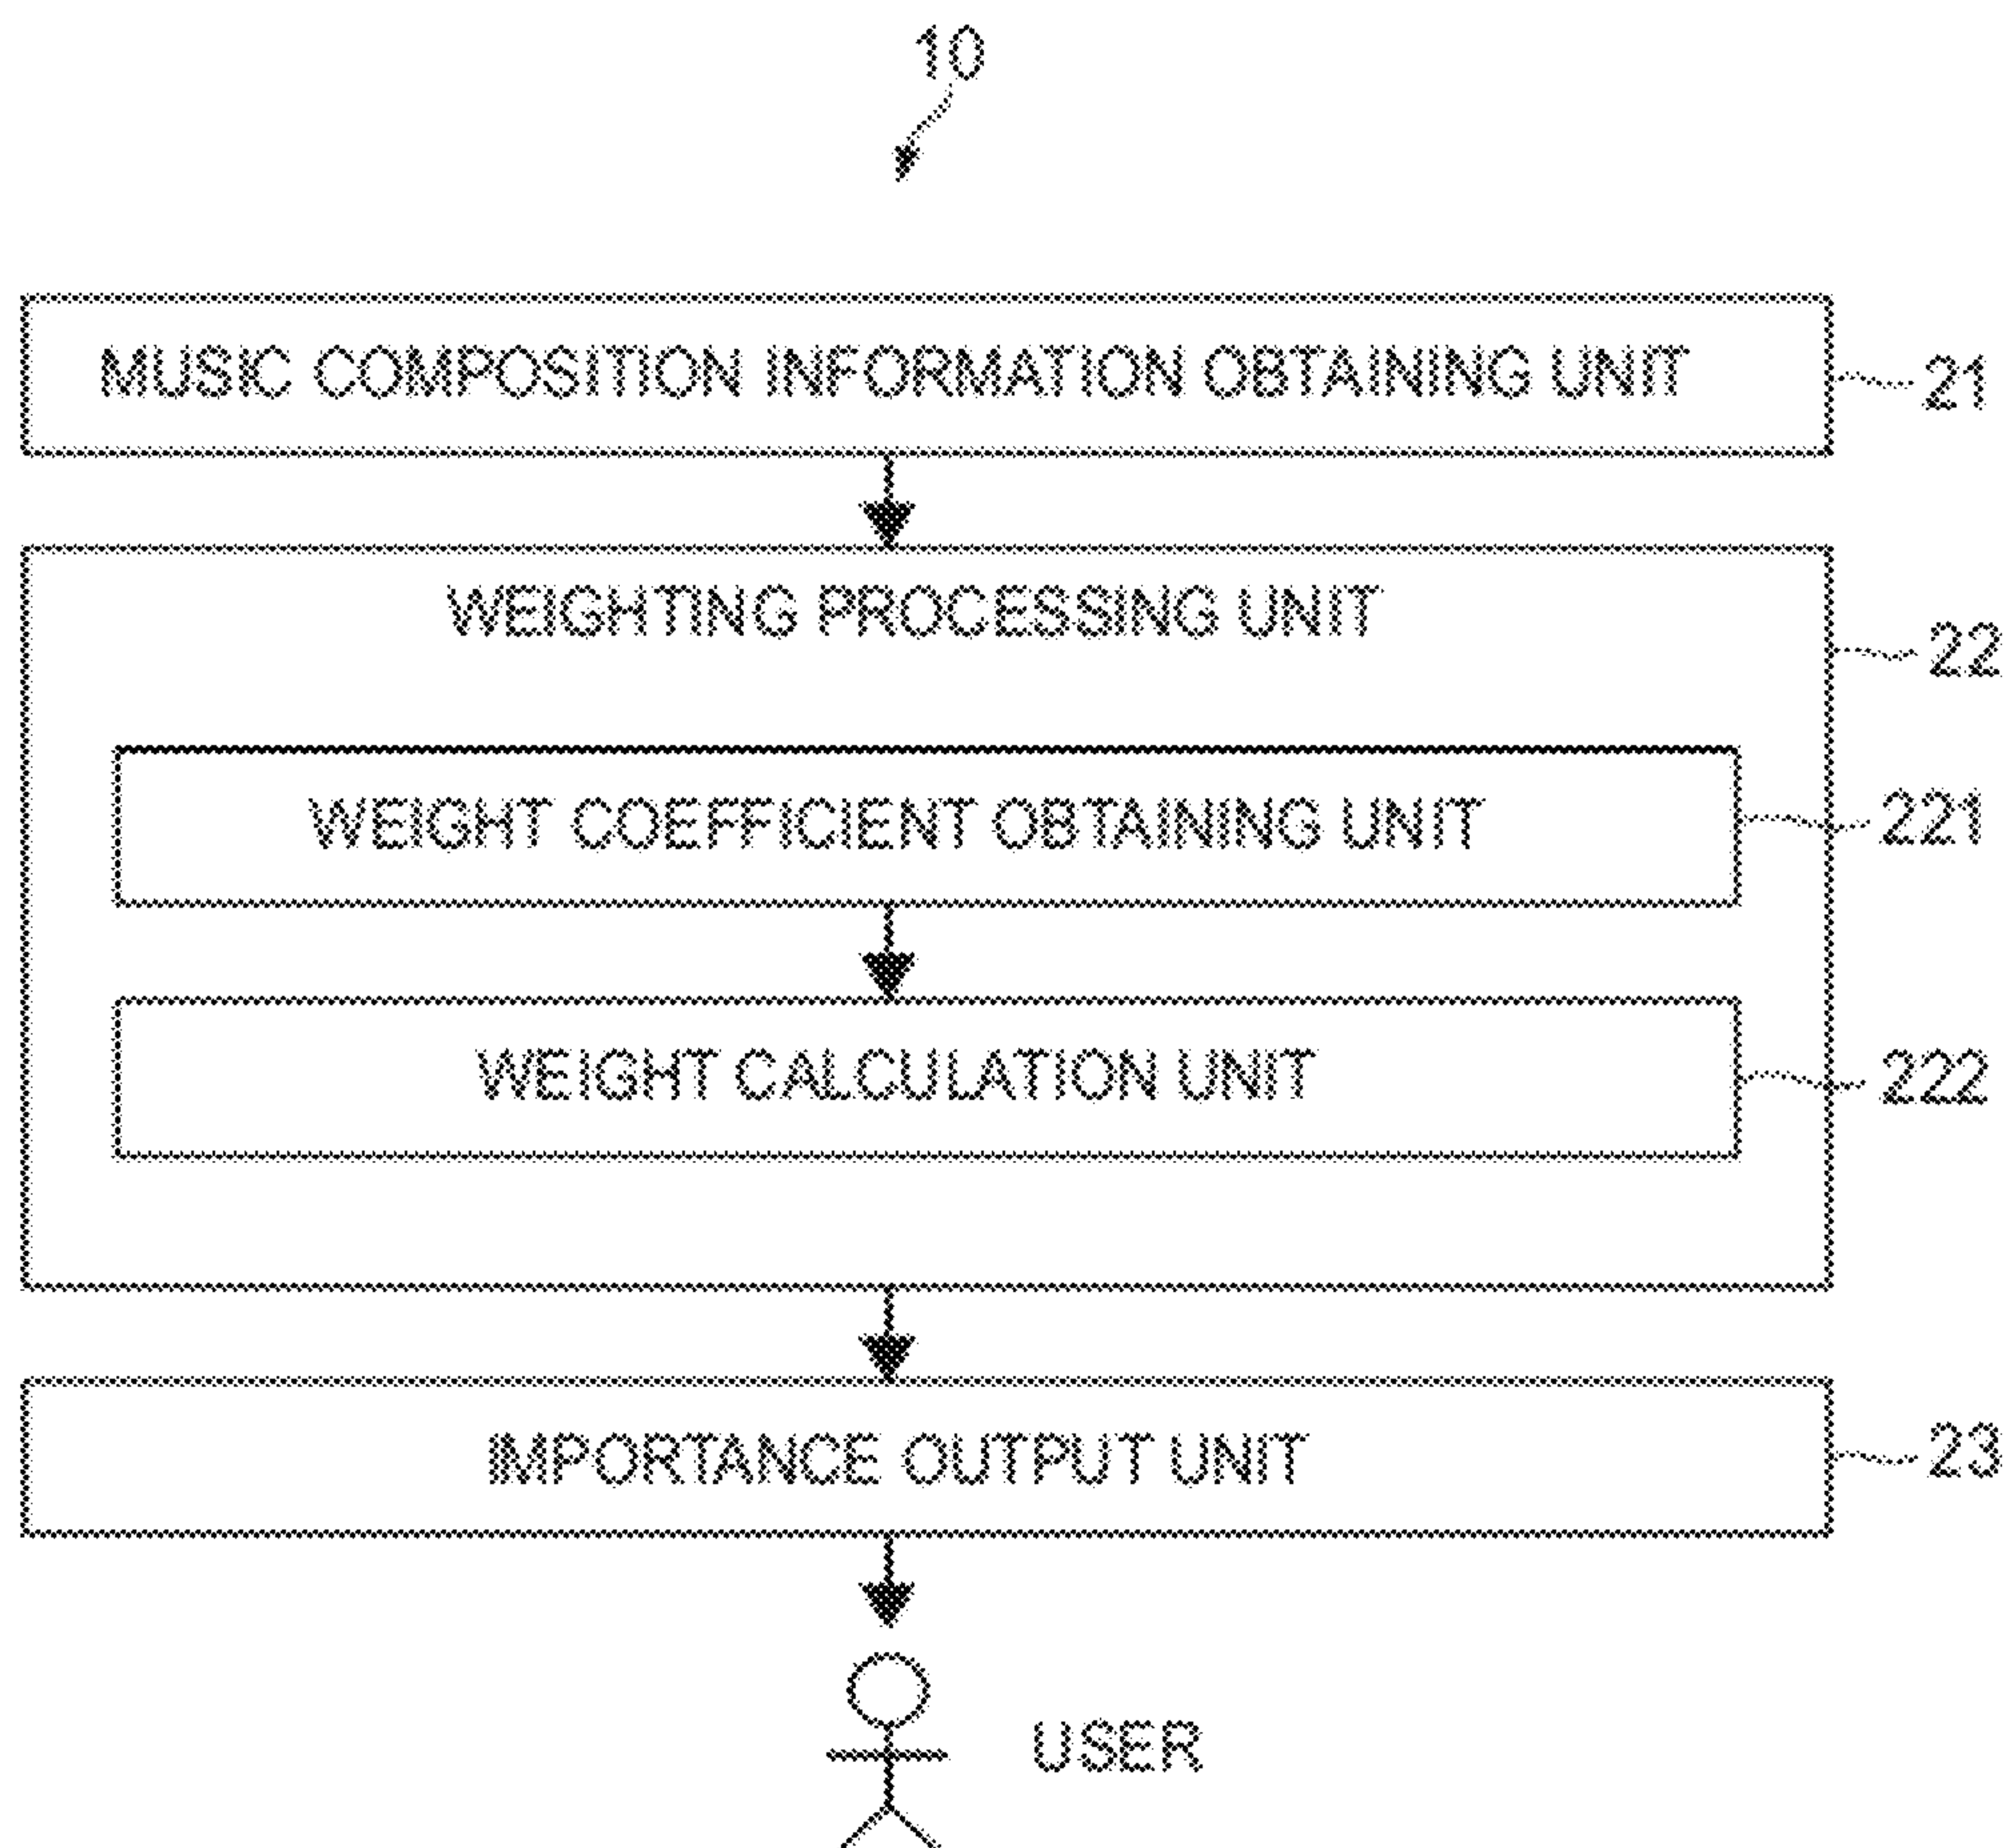 10
MUSIC COMPOSITION INFORMATION OBTAINING UNIT 21
WEIGHTING PROCESSING UNIT
22
WEIGHT COEFFICIENT OBTAINING UNIT 221
WEIGHT CALCULATION UNIT 222
IMPORTANCE OUTPUT UNIT 23
USER